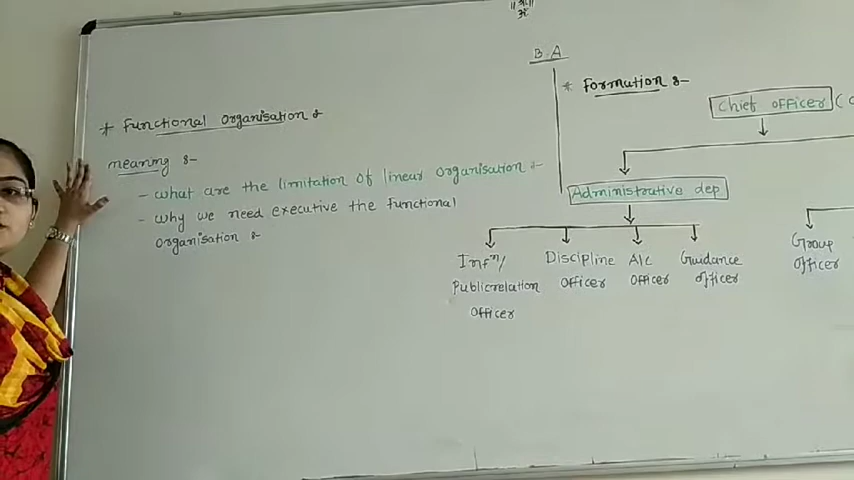 B.A
* Functional organisation :-
meaning :-
- what are the limitation of linear organisation :-
- why we need executive the functional
organisation :-
* Formation :-
Chief officer (
Administrative dep
Infⁿ/
Publicrelation
officer
Discipline
officer
A/c
officer
Guidance
officer
Group
officer